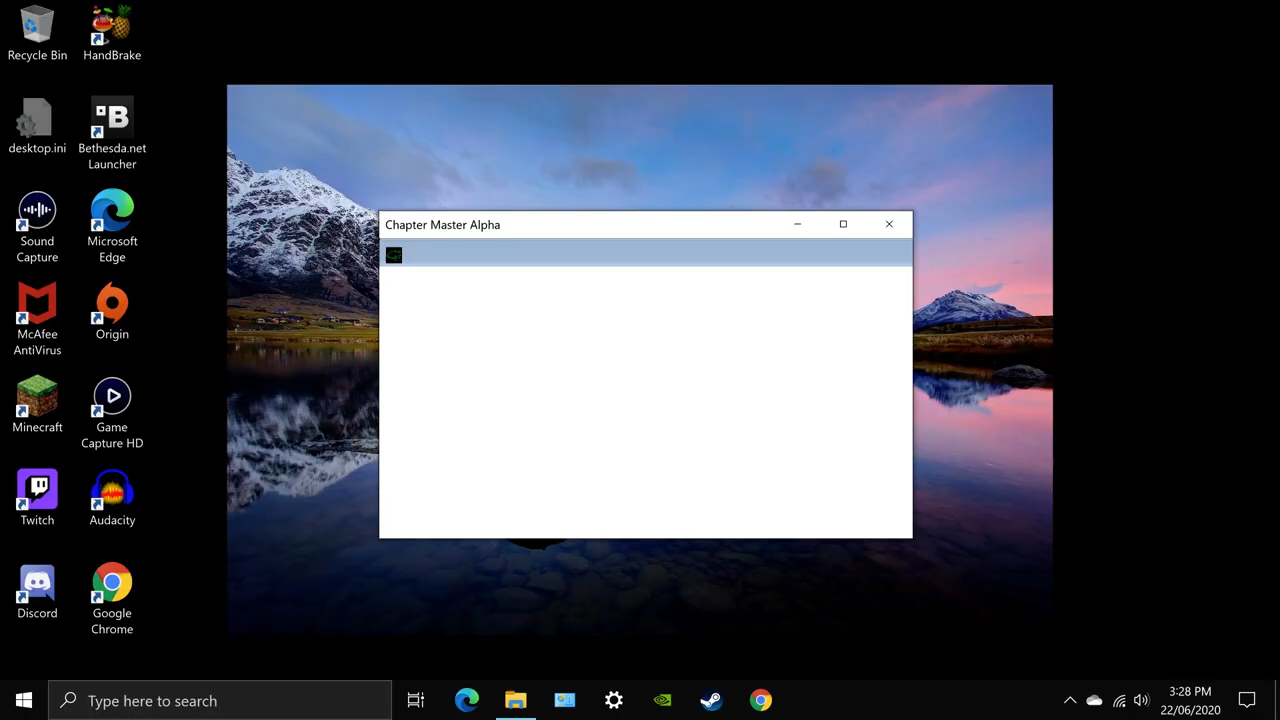 Recycle Bin
HandBrake
desktop.ini
Bethesda.net
Launcher
Sound
Capture
Microsoft
Edge
McAfee
AntiVirus
Origin
Minecraft
Game
Capture HD
Twitch
Audacity
Discord
Google
Chrome
Chapter Master Alpha
Type here to search
3:28 PM
22/06/2020